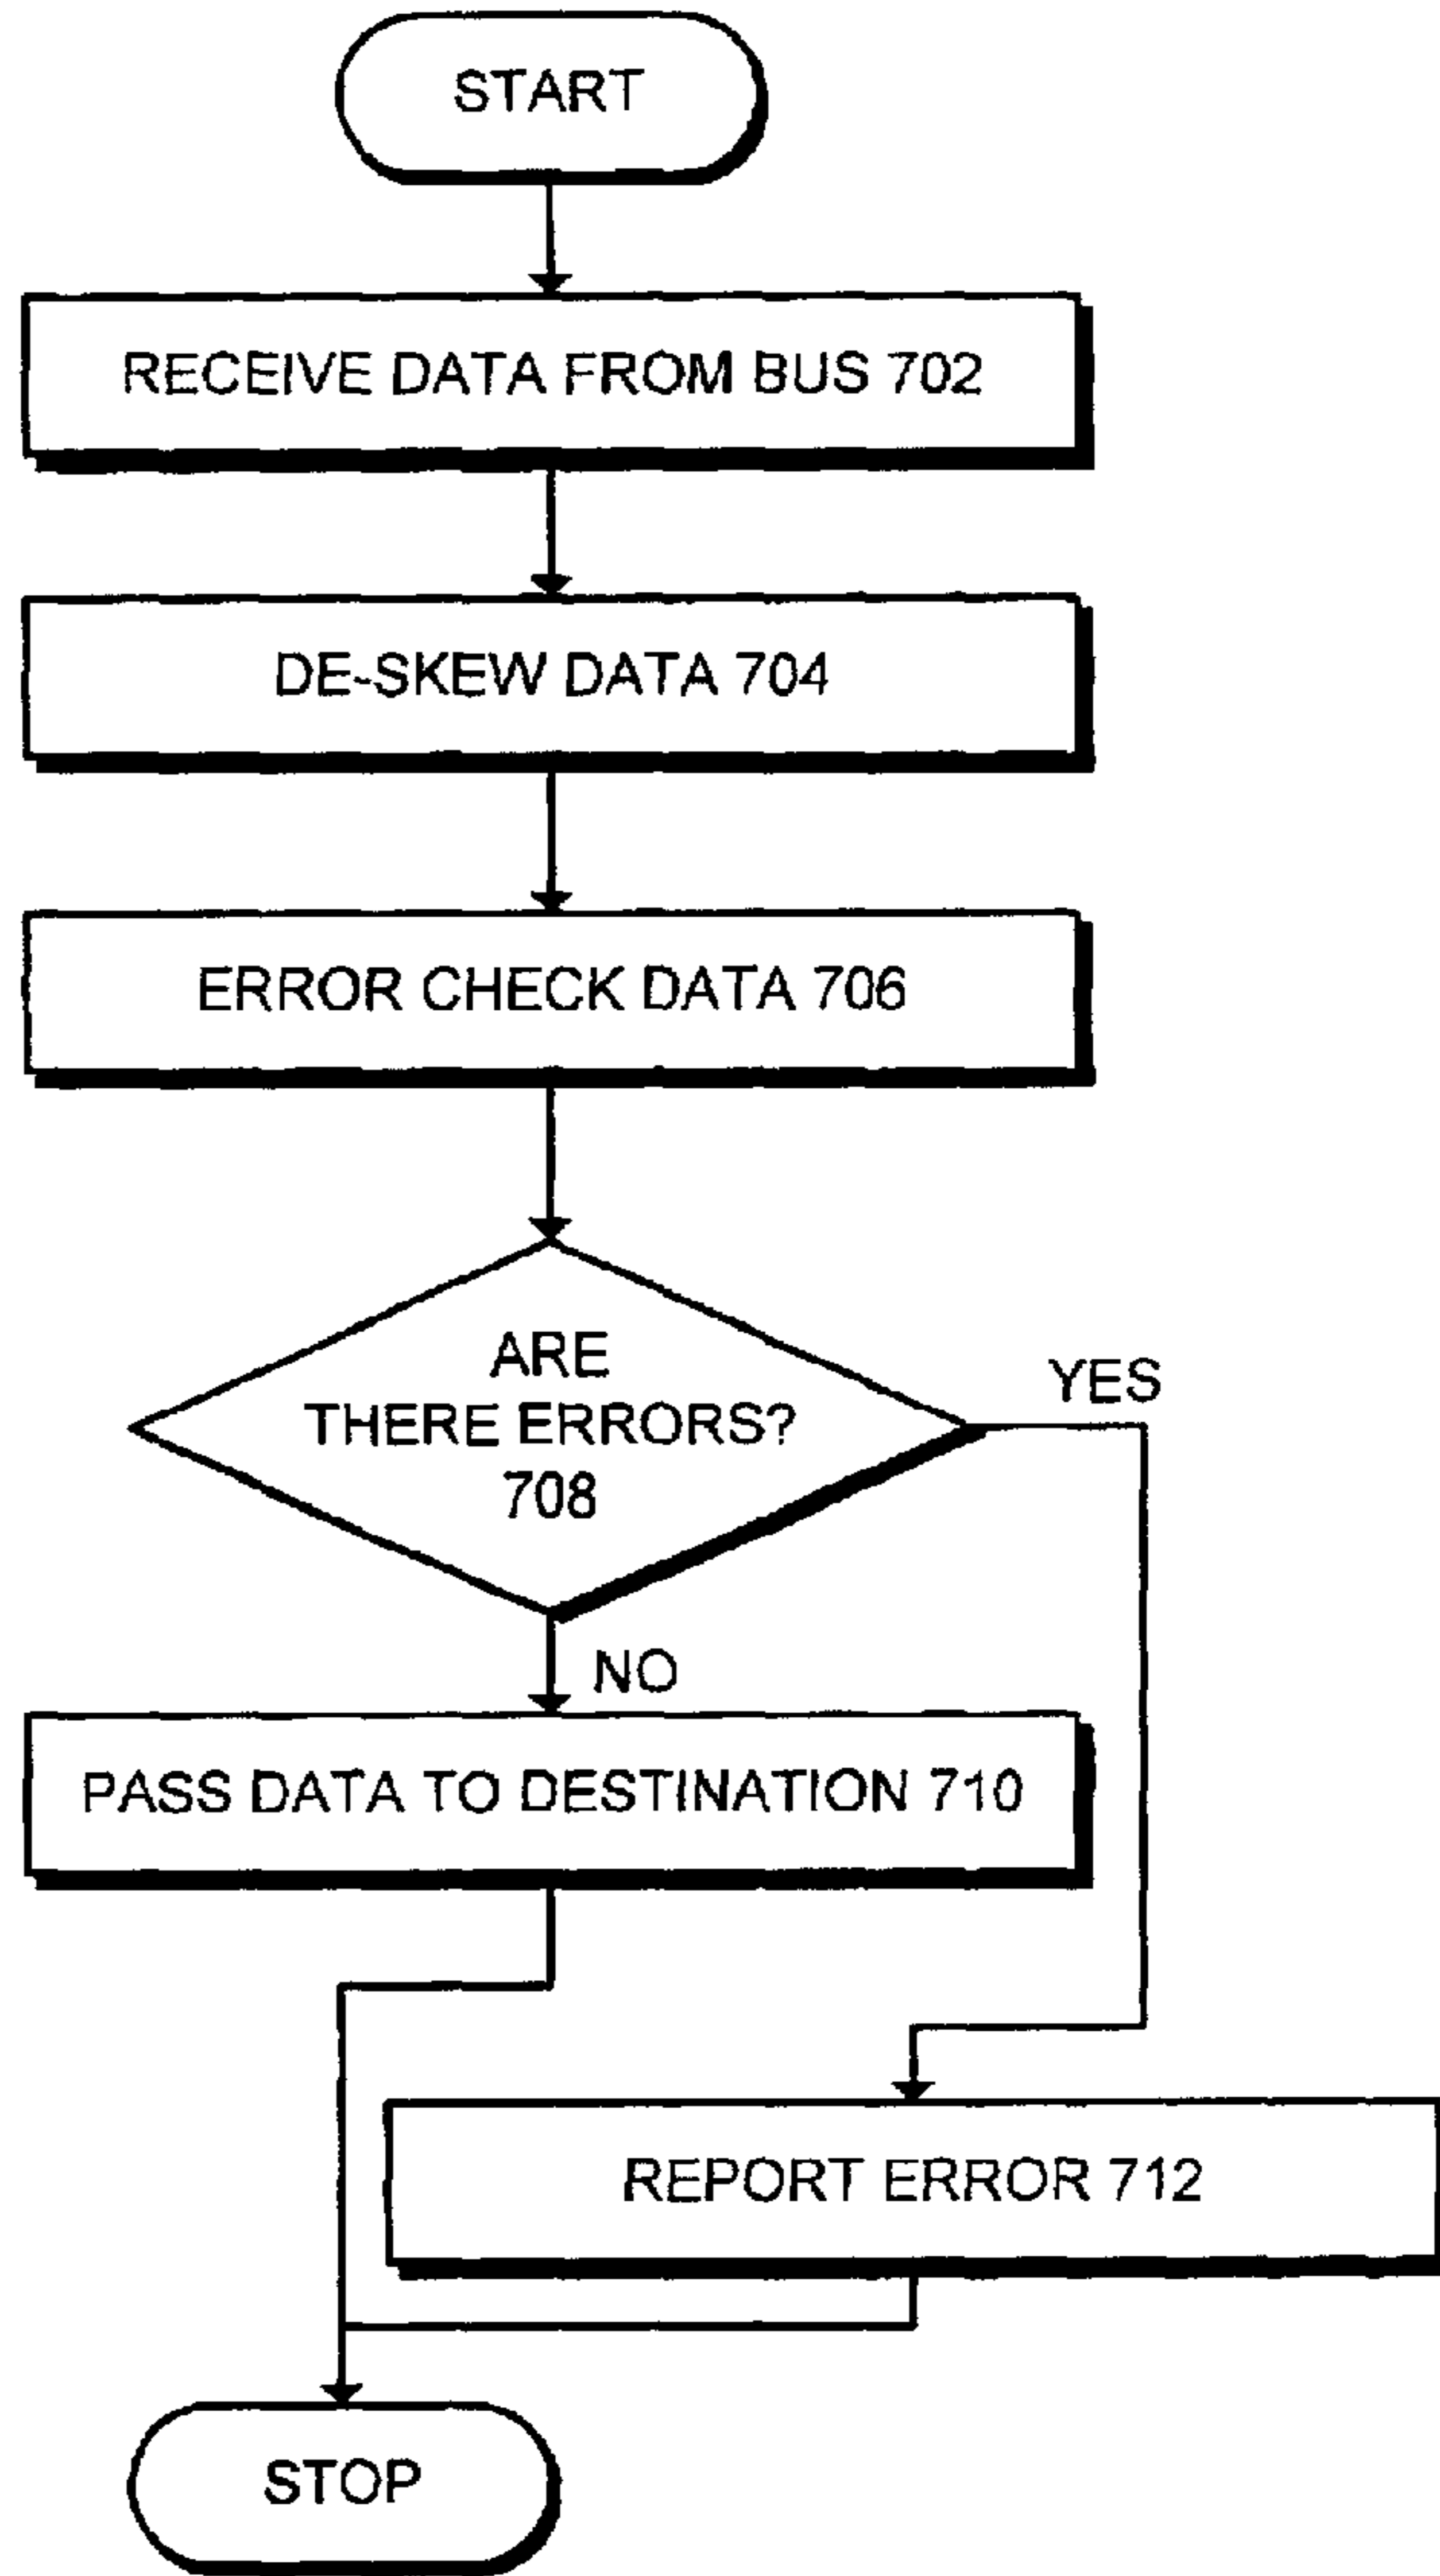 START
RECEIVE DATA FROM BUS 702
DE-SKEW DATA 704
ERROR CHECK DATA 706
ARE
THERE ERRORS?
708
YES
NO
PASS DATA TO DESTINATION 710
REPORT ERROR 712
STOP